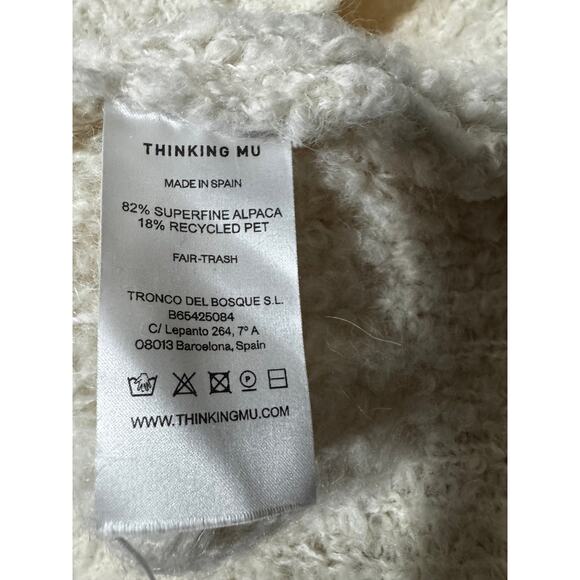 THINKING MU
MADE IN SPAIN
82% SUPERFINE ALPACA
18% RECYCLED PET
FAIR-TRASH
TRONCO DEL BOSQUE S.L.
B65425084
C/ Lepanto 264, 7º A
08013 Barcelona, Spain
P
WWW.THINKINGMU.COM